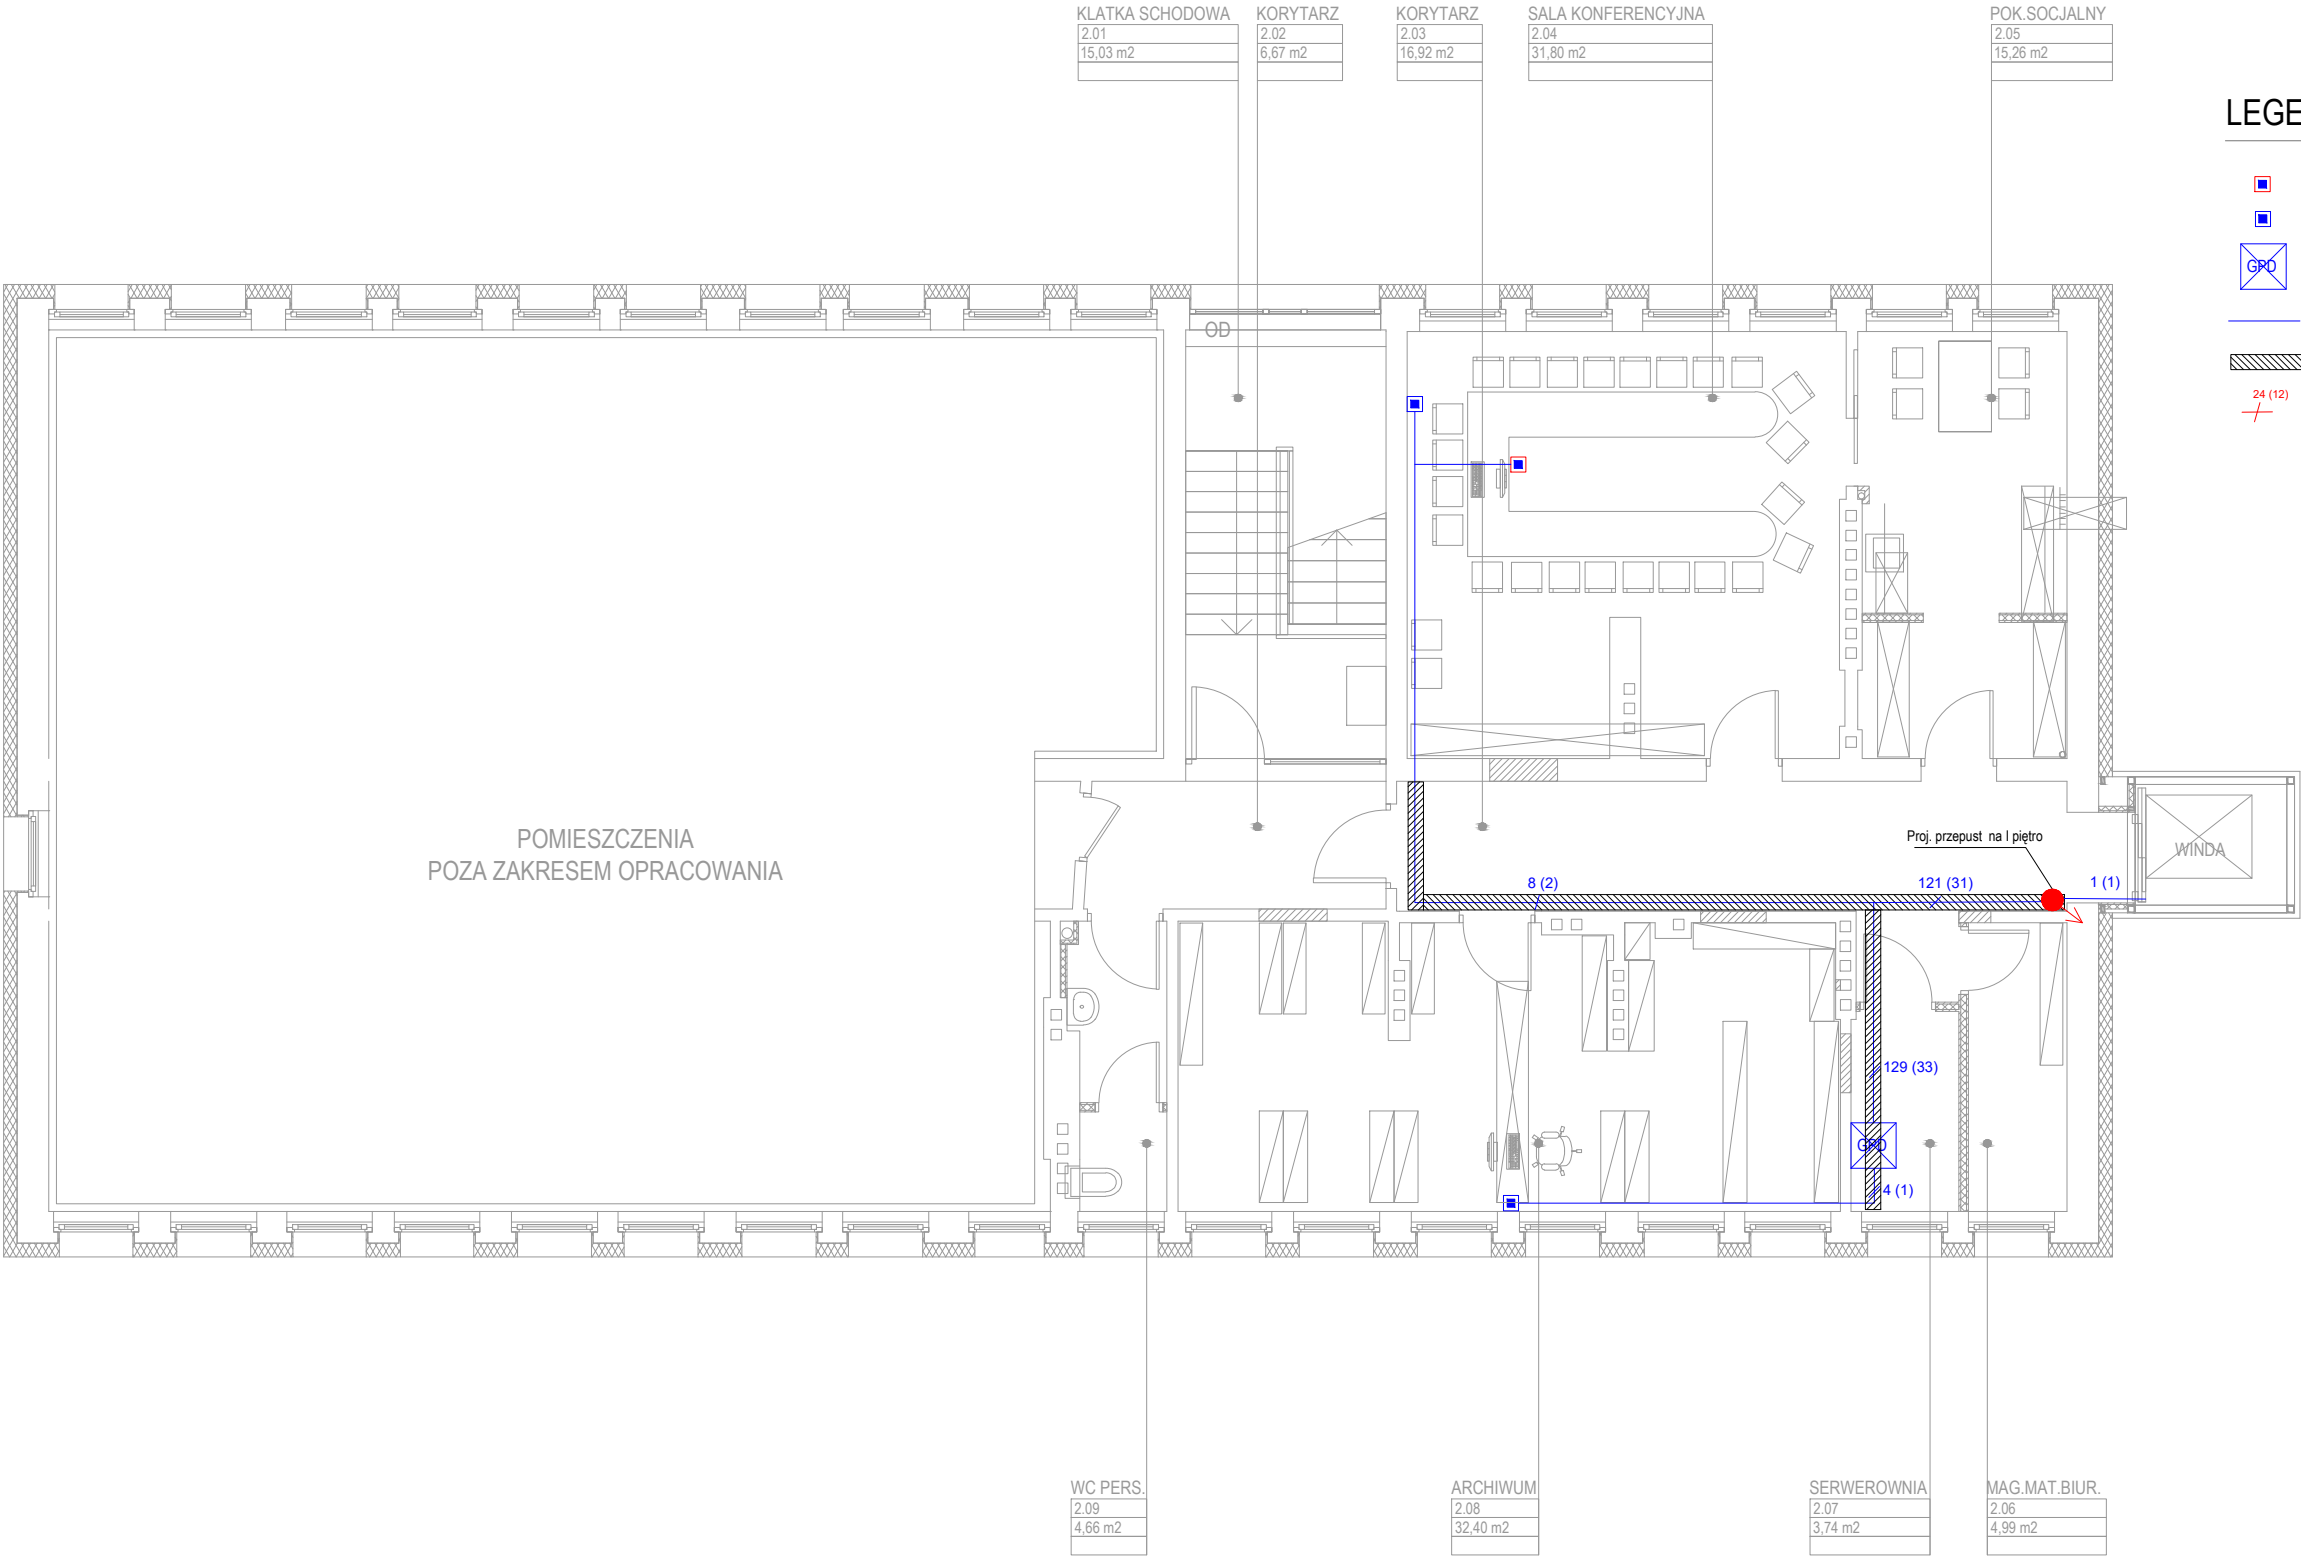 KLATKA SCHODOWA
2.01
15,03 m2
KORYTARZ
2.02
6,67 m2
KORYTARZ
2.03
16,92 m2
SALA KONFERENCYJNA
2.04
31,80 m2
POK.SOCJALNY
2.05
15,26 m2
LEGE
GPD
24 (12)
OD
POMIESZCZENIA
POZA ZAKRESEM OPRACOWANIA
Proj. przepust na I piętro
WINDA
8 (2)
121 (31)
1 (1)
129 (33)
GPD
4 (1)
WC PERS.
2.09
4,66 m2
ARCHIWUM
2.08
32,40 m2
SERWEROWNIA
2.07
3,74 m2
MAG.MAT.BIUR.
2.06
4,99 m2